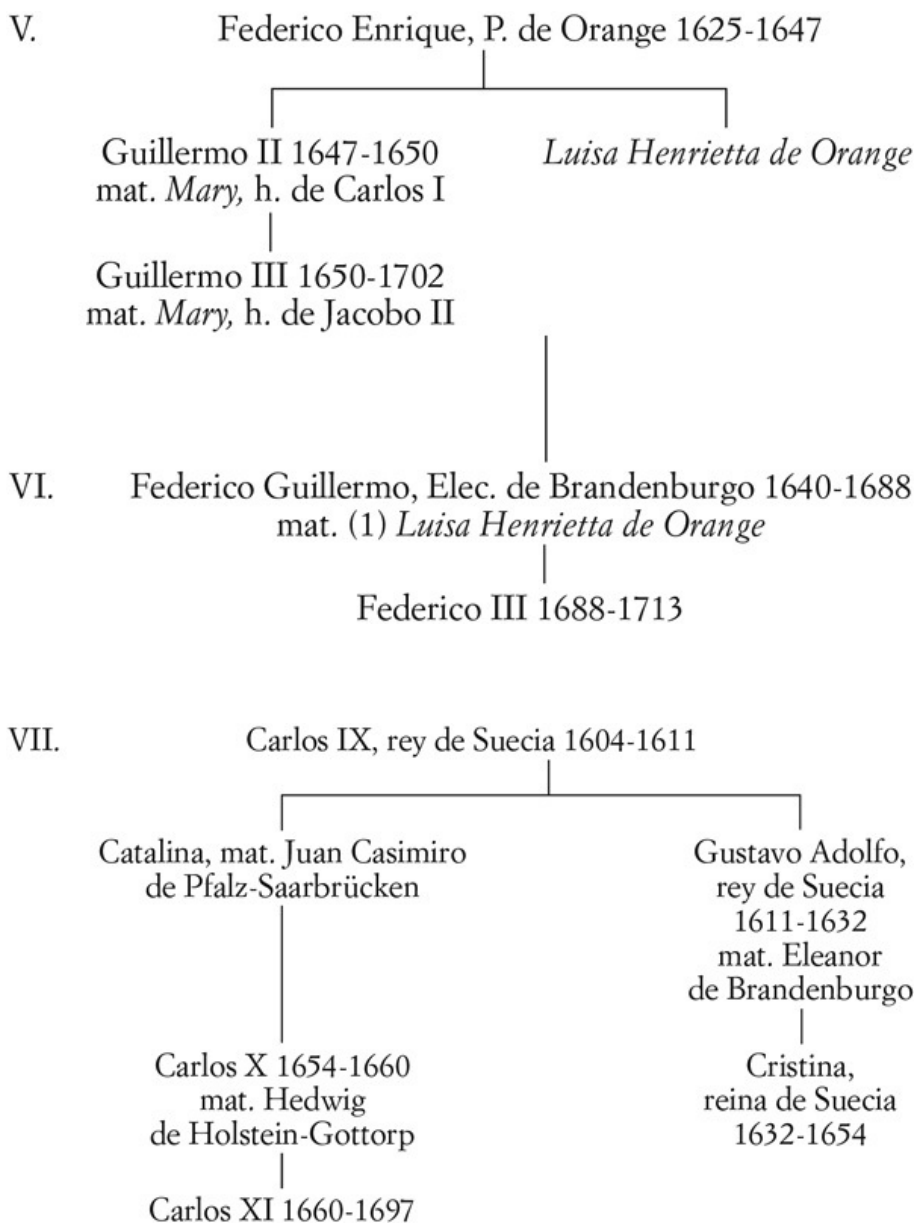 V. Federico Enrique, P. de Orange 1625-1647
Guillermo II 1647-1650
mat. Mary, h. de Carlos I
Luisa Henrietta de Orange
Guillermo III 1650-1702
mat. Mary, h. de Jacobo II
VI. Federico Guillermo, Elec. de Brandenburgo 1640-1688
mat. (1) Luisa Henrietta de Orange
Federico III 1688-1713
VII. Carlos IX, rey de Suecia 1604-1611
Catalina, mat. Juan Casimiro
de Pfalz-Saarbrücken
Gustavo Adolfo,
rey de Suecia
1611-1632
mat. Eleanor
de Brandenburgo
Carlos X 1654-1660
mat. Hedwig
de Holstein-Gottorp
Cristina,
reina de Suecia
1632-1654
Carlos XI 1660-1697